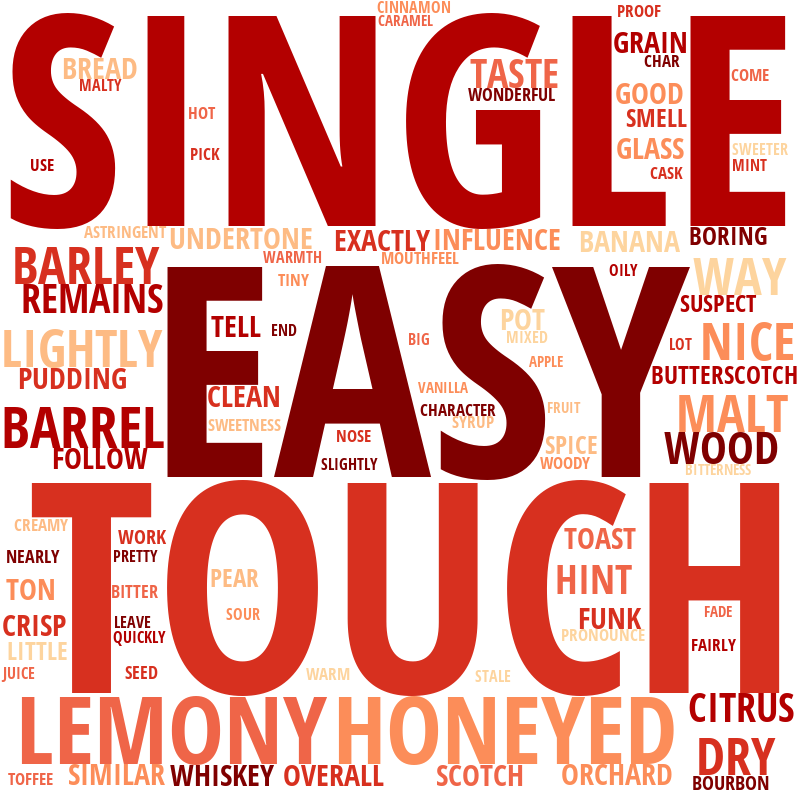 CINNAMON
CARAMEL
PROOF
SINGLE
BREAD
MALTY
HOT
PICK
USE
TASTE
WONDERFUL
GRAIN
CHAR
COME
GOOD
SMELL
GLASS
SWEETER
CASK
MINT
ASTRINGENT
UNDERTONE
EXACTLY
INFLUENCE
BANANA
BORING
BARLEY
WARMTH
MOUTHFEEL
TINY
OILY
WAY
REMAINS
SUSPECT
EASY
TELL
END
POT
MIXED
BIG
LOT
NICE
LIGHTLY
PUDDING
APPLE
BUTTERSCOTCH
CLEAN
VANILLA
CHARACTER
FRUIT
MALT
BARREL
SWEETNESS
SYRUP
NOSE
SPICE
WOOD
FOLLOW
SLIGHTLY
WOODY
BITTERNESS
TOUCH
CREAMY
WORK
TOAST
NEARLY
PRETTY
PEAR
HINT
TON
BITTER
SOUR
FUNK
FADE
CRISP
LEAVE
QUICKLY
PRONOUNCE
FAIRLY
LITTLE
JUICE
SEED
WARM
STALE
LEMONY
HONEYED
CITRUS
DRY
TOFFEE
SIMILAR
WHISKEY
OVERALL
SCOTCH
ORCHARD
BOURBON